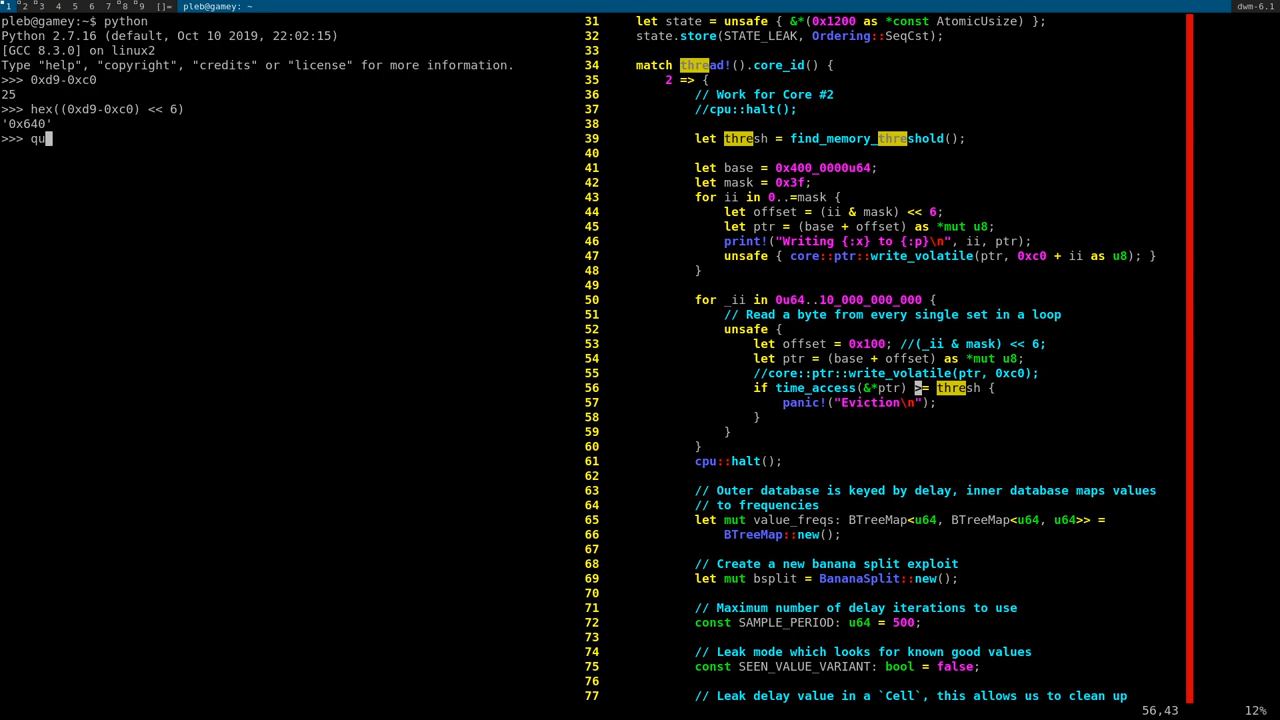 1 2 3 4 5 6 7 8 9 []= pleb@gamey: ~ dwm-6.1
pleb@gamey:~$ python
Python 2.7.16 (default, Oct 10 2019, 22:02:15)
[GCC 8.3.0] on linux2
Type "help", "copyright", "credits" or "license" for more information.
>>> 0xd9-0xc0
25
>>> hex((0xd9-0xc0) << 6)
'0x640'
>>> qu
31 let state = unsafe { &*(0x1200 as *const AtomicUsize) };
32 state.store(STATE_LEAK, Ordering::SeqCst);
33
34 match thread!().core_id() {
35 2 => {
36 // Work for Core #2
37 //cpu::halt();
38
39 let thresh = find_memory_threshold();
40
41 let base = 0x400_0000u64;
42 let mask = 0x3f;
43 for ii in 0..=mask {
44 let offset = (ii & mask) << 6;
45 let ptr = (base + offset) as *mut u8;
46 print!("Writing {:x} to {:p}\n", ii, ptr);
47 unsafe { core::ptr::write_volatile(ptr, 0xc0 + ii as u8); }
48 }
49
50 for _ii in 0u64..10_000_000_000 {
51 // Read a byte from every single set in a loop
52 unsafe {
53 let offset = 0x100; //(_ii & mask) << 6;
54 let ptr = (base + offset) as *mut u8;
55 //core::ptr::write_volatile(ptr, 0xc0);
56 if time_access(&*ptr) >= thresh {
57 panic!("Eviction\n");
58 }
59 }
60 }
61 cpu::halt();
62
63 // Outer database is keyed by delay, inner database maps values
64 // to frequencies
65 let mut value_freqs: BTreeMap<u64, BTreeMap<u64, u64>> =
66 BTreeMap::new();
67
68 // Create a new banana split exploit
69 let mut bsplit = BananaSplit::new();
70
71 // Maximum number of delay iterations to use
72 const SAMPLE_PERIOD: u64 = 500;
73
74 // Leak mode which looks for known good values
75 const SEEN_VALUE_VARIANT: bool = false;
76
77 // Leak delay value in a `Cell`, this allows us to clean up
56,43 12%